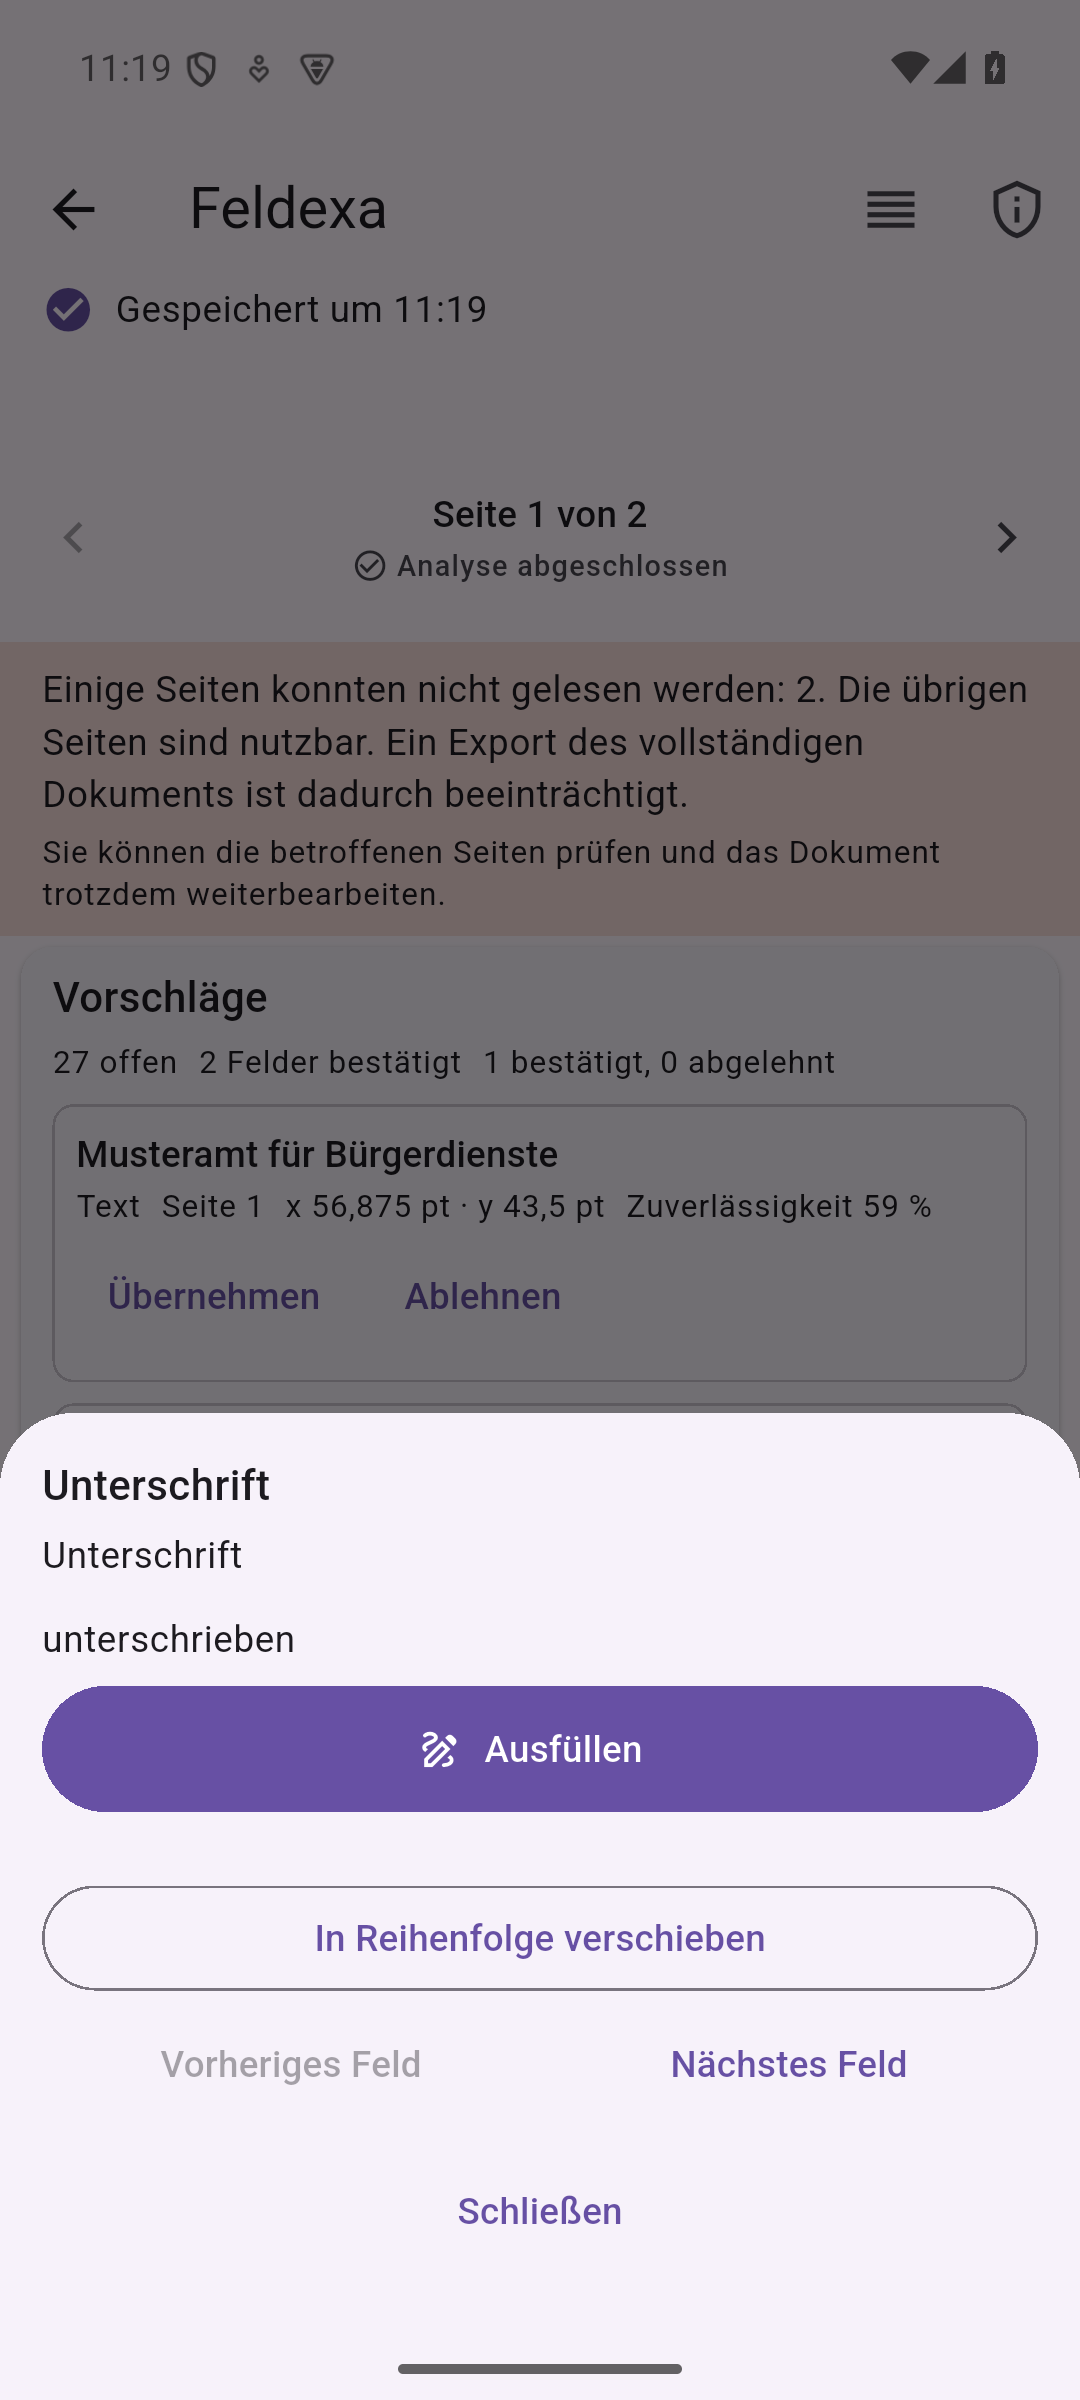 11:19
Feldexa
Gespeichert um 11:19
Seite 1 von 2
Analyse abgeschlossen
Einige Seiten konnten nicht gelesen werden: 2. Die übrigen
Seiten sind nutzbar. Ein Export des vollständigen
Dokuments ist dadurch beeinträchtigt.
Sie können die betroffenen Seiten prüfen und das Dokument
trotzdem weiterbearbeiten.
Vorschläge
27 offen 2 Felder bestätigt 1 bestätigt, 0 abgelehnt
Musteramt für Bürgerdienste
Text Seite 1 x 56,875 pt · y 43,5 pt Zuverlässigkeit 59 %
Übernehmen Ablehnen
Unterschrift
Unterschrift
unterschrieben
Ausfüllen
In Reihenfolge verschieben
Vorheriges Feld Nächstes Feld
Schließen